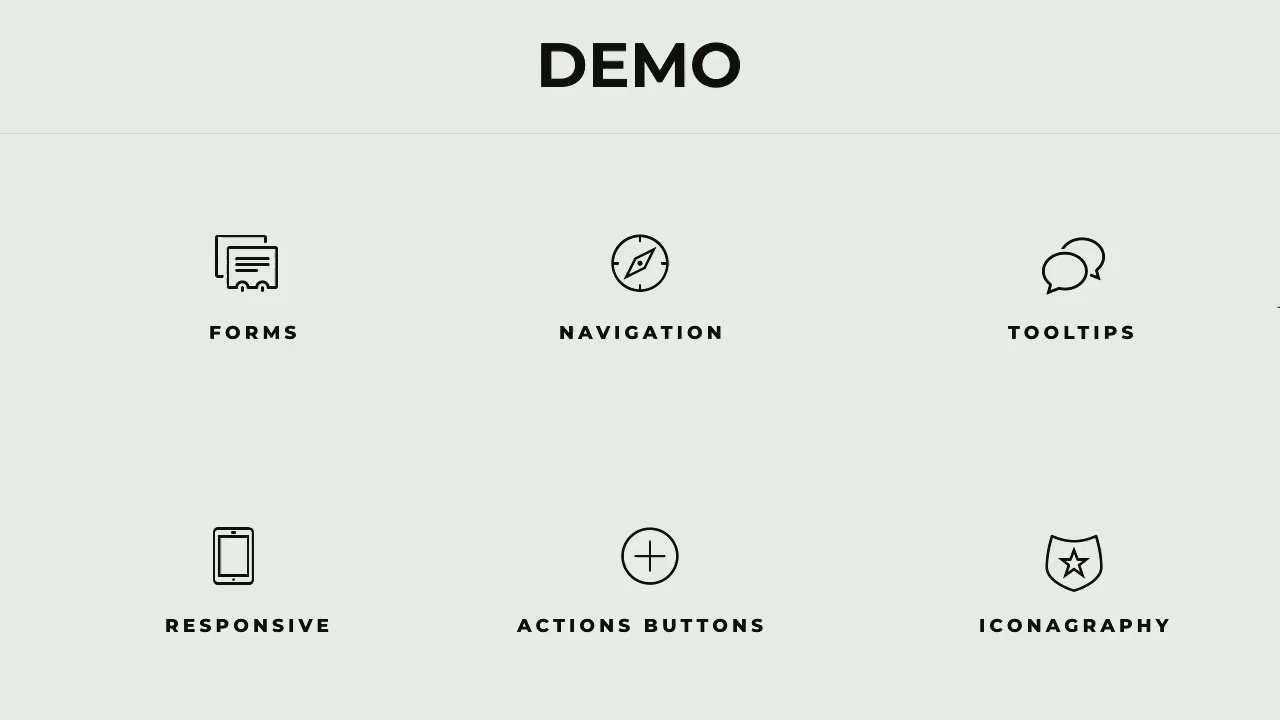 DEMO
FORMS
NAVIGATION
TOOLTIPS
RESPONSIVE
ACTIONS BUTTONS
ICONAGRAPHY